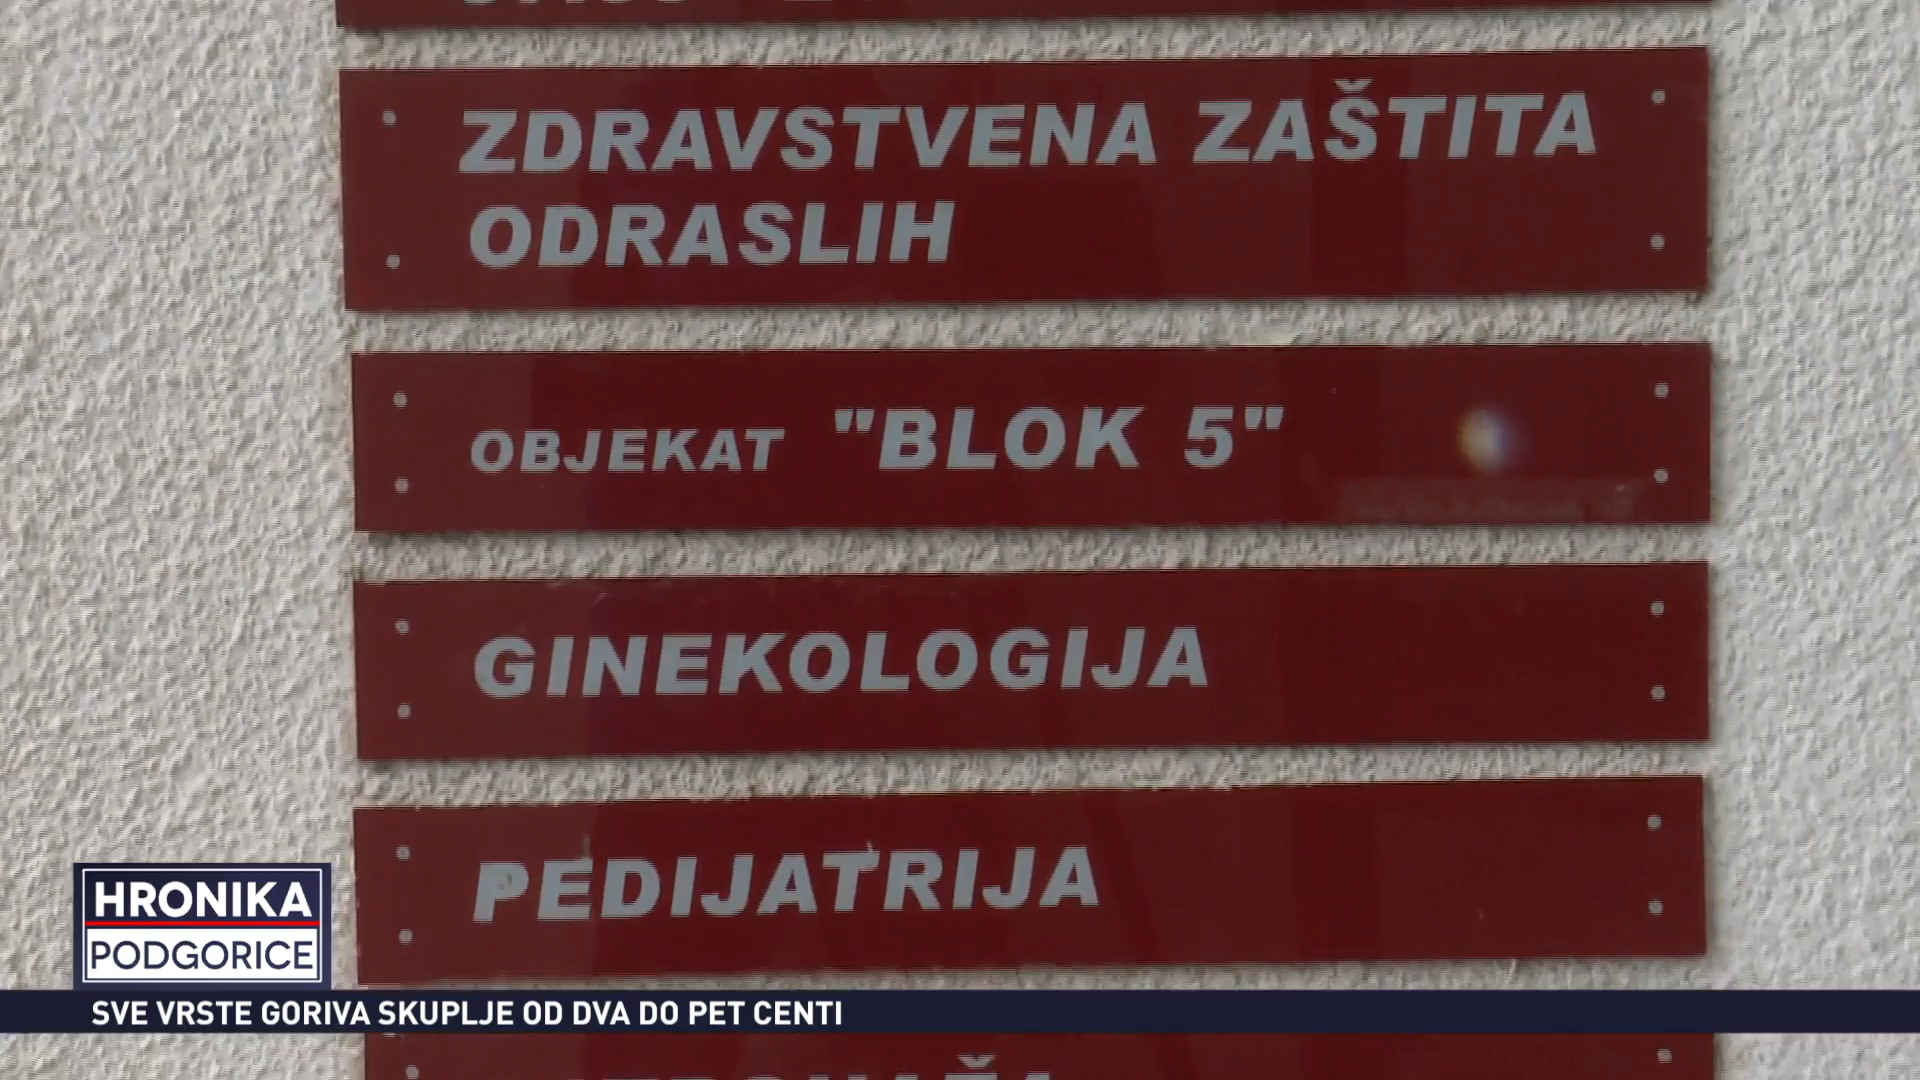 ZDRAVSTVENA ZAŠTITA
ODRASLIH
OBJEKAT "BLOK 5"
GINEKOLOGIJA
PEDIJATRIJA
HRONIKA
PODGORICE
SVE VRSTE GORIVA SKUPLJE OD DVA DO PET CENTI